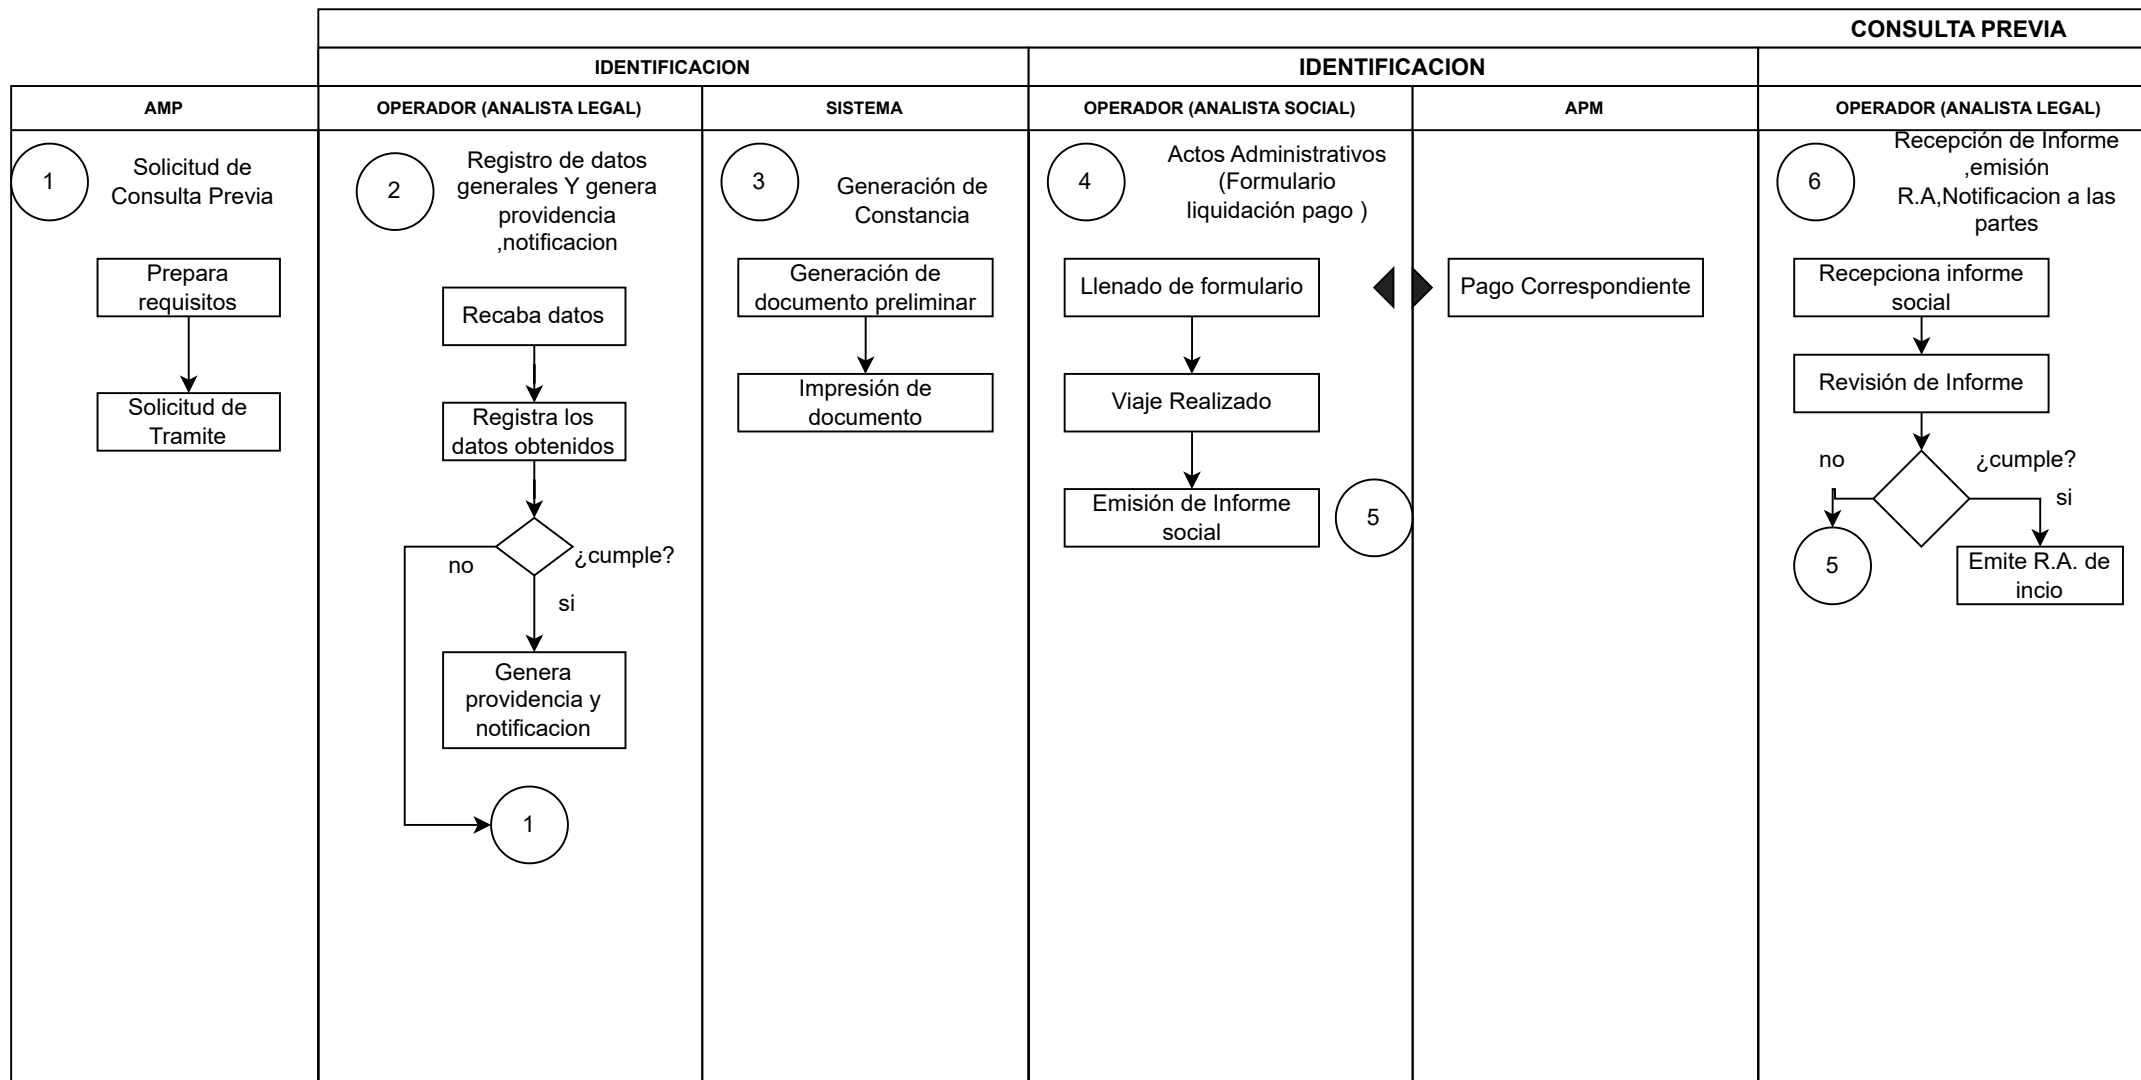 CONSULTA PREVIA
IDENTIFICACION
IDENTIFICACION
AMP
OPERADOR (ANALISTA LEGAL)
SISTEMA
OPERADOR (ANALISTA SOCIAL)
APM
OPERADOR (ANALISTA LEGAL)
1
Solicitud de
Consulta Previa
Prepara
requisitos
Solicitud de
Tramite
2
Registro de datos
generales Y genera
providencia
,notificacion
Recaba datos
Registra los
datos obtenidos
¿cumple?
no
si
Genera
providencia y
notificacion
1
3
Generación de
Constancia
Generación de
documento preliminar
Impresión de
documento
4
Actos Administrativos
(Formulario
liquidación pago )
Llenado de formulario
Viaje Realizado
Emisión de Informe
social
5
Pago Correspondiente
6
Recepción de Informe
,emisión
R.A,Notificacion a las
partes
Recepciona informe
social
Revisión de Informe
no
¿cumple?
si
5
Emite R.A. de
incio